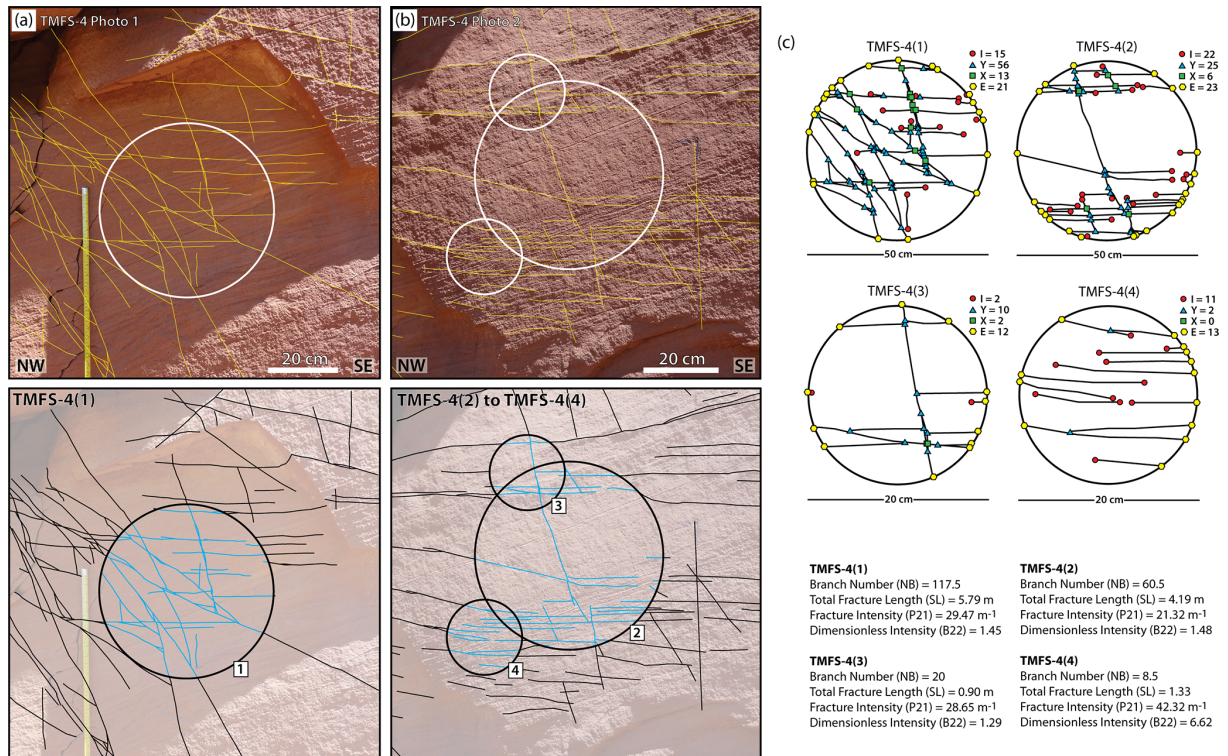 (a) TMFS-4 Photo 1
NW
20 cm
SE
(b) TMFS-4 Photo 2
NW
20 cm
SE
TMFS-4(1)
1
TMFS-4(2) to TMFS-4(4)
3
2
4
(c)
TMFS-4(1)
I = 15
Y = 56
X = 13
E = 21
50 cm
TMFS-4(2)
I = 22
Y = 25
X = 6
E = 23
50 cm
TMFS-4(3)
I = 2
Y = 10
X = 2
E = 12
20 cm
TMFS-4(4)
I = 11
Y = 2
X = 0
E = 13
20 cm
TMFS-4(1)
Branch Number (NB) = 117.5
Total Fracture Length (SL) = 5.79 m
Fracture Intensity (P21) = 29.47 m⁻¹
Dimensionless Intensity (B22) = 1.45
TMFS-4(2)
Branch Number (NB) = 60.5
Total Fracture Length (SL) = 4.19 m
Fracture Intensity (P21) = 21.32 m⁻¹
Dimensionless Intensity (B22) = 1.48
TMFS-4(3)
Branch Number (NB) = 20
Total Fracture Length (SL) = 0.90 m
Fracture Intensity (P21) = 28.65 m⁻¹
Dimensionless Intensity (B22) = 1.29
TMFS-4(4)
Branch Number (NB) = 8.5
Total Fracture Length (SL) = 1.33
Fracture Intensity (P21) = 42.32 m⁻¹
Dimensionless Intensity (B22) = 6.62